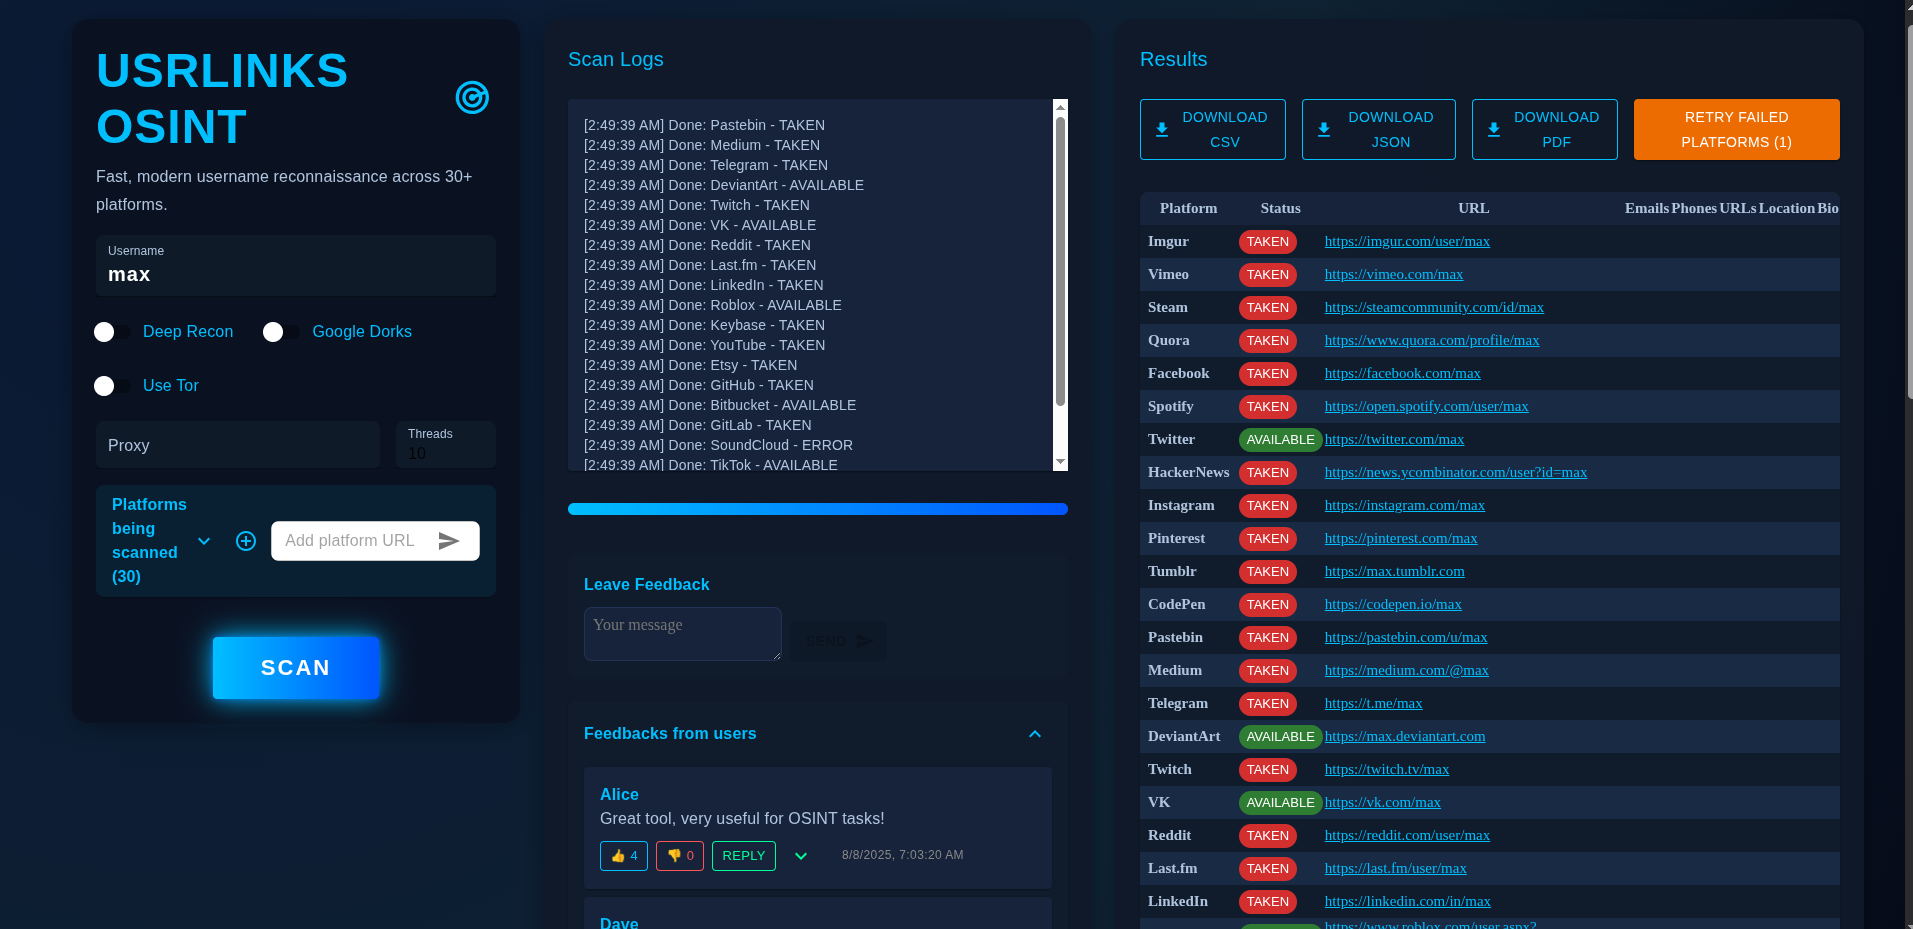 USRLINKS
OSINT
Fast, modern username reconnaissance across 30+
platforms.
Username
max
Deep Recon
Google Dorks
Use Tor
Proxy
Threads
10
Platforms
being
scanned
(30)
Add platform URL
SCAN
Scan Logs
[2:49:39 AM] Done: Pastebin - TAKEN
[2:49:39 AM] Done: Medium - TAKEN
[2:49:39 AM] Done: Telegram - TAKEN
[2:49:39 AM] Done: DeviantArt - AVAILABLE
[2:49:39 AM] Done: Twitch - TAKEN
[2:49:39 AM] Done: VK - AVAILABLE
[2:49:39 AM] Done: Reddit - TAKEN
[2:49:39 AM] Done: Last.fm - TAKEN
[2:49:39 AM] Done: LinkedIn - TAKEN
[2:49:39 AM] Done: Roblox - AVAILABLE
[2:49:39 AM] Done: Keybase - TAKEN
[2:49:39 AM] Done: YouTube - TAKEN
[2:49:39 AM] Done: Etsy - TAKEN
[2:49:39 AM] Done: GitHub - TAKEN
[2:49:39 AM] Done: Bitbucket - AVAILABLE
[2:49:39 AM] Done: GitLab - TAKEN
[2:49:39 AM] Done: SoundCloud - ERROR
[2:49:39 AM] Done: TikTok - AVAILABLE
Leave Feedback
Your message
SEND
Feedbacks from users
Alice
Great tool, very useful for OSINT tasks!
👍 4
👎 0
REPLY
8/8/2025, 7:03:20 AM
Dave
Results
DOWNLOAD
CSV
DOWNLOAD
JSON
DOWNLOAD
PDF
RETRY FAILED
PLATFORMS (1)
Platform Status URL Emails Phones URLs Location Bio
Imgur TAKEN https://imgur.com/user/max
Vimeo TAKEN https://vimeo.com/max
Steam TAKEN https://steamcommunity.com/id/max
Quora TAKEN https://www.quora.com/profile/max
Facebook TAKEN https://facebook.com/max
Spotify TAKEN https://open.spotify.com/user/max
Twitter AVAILABLE https://twitter.com/max
HackerNews TAKEN https://news.ycombinator.com/user?id=max
Instagram TAKEN https://instagram.com/max
Pinterest TAKEN https://pinterest.com/max
Tumblr TAKEN https://max.tumblr.com
CodePen TAKEN https://codepen.io/max
Pastebin TAKEN https://pastebin.com/u/max
Medium TAKEN https://medium.com/@max
Telegram TAKEN https://t.me/max
DeviantArt AVAILABLE https://max.deviantart.com
Twitch TAKEN https://twitch.tv/max
VK AVAILABLE https://vk.com/max
Reddit TAKEN https://reddit.com/user/max
Last.fm TAKEN https://last.fm/user/max
LinkedIn TAKEN https://linkedin.com/in/max
https://www.roblox.com/user.aspx?